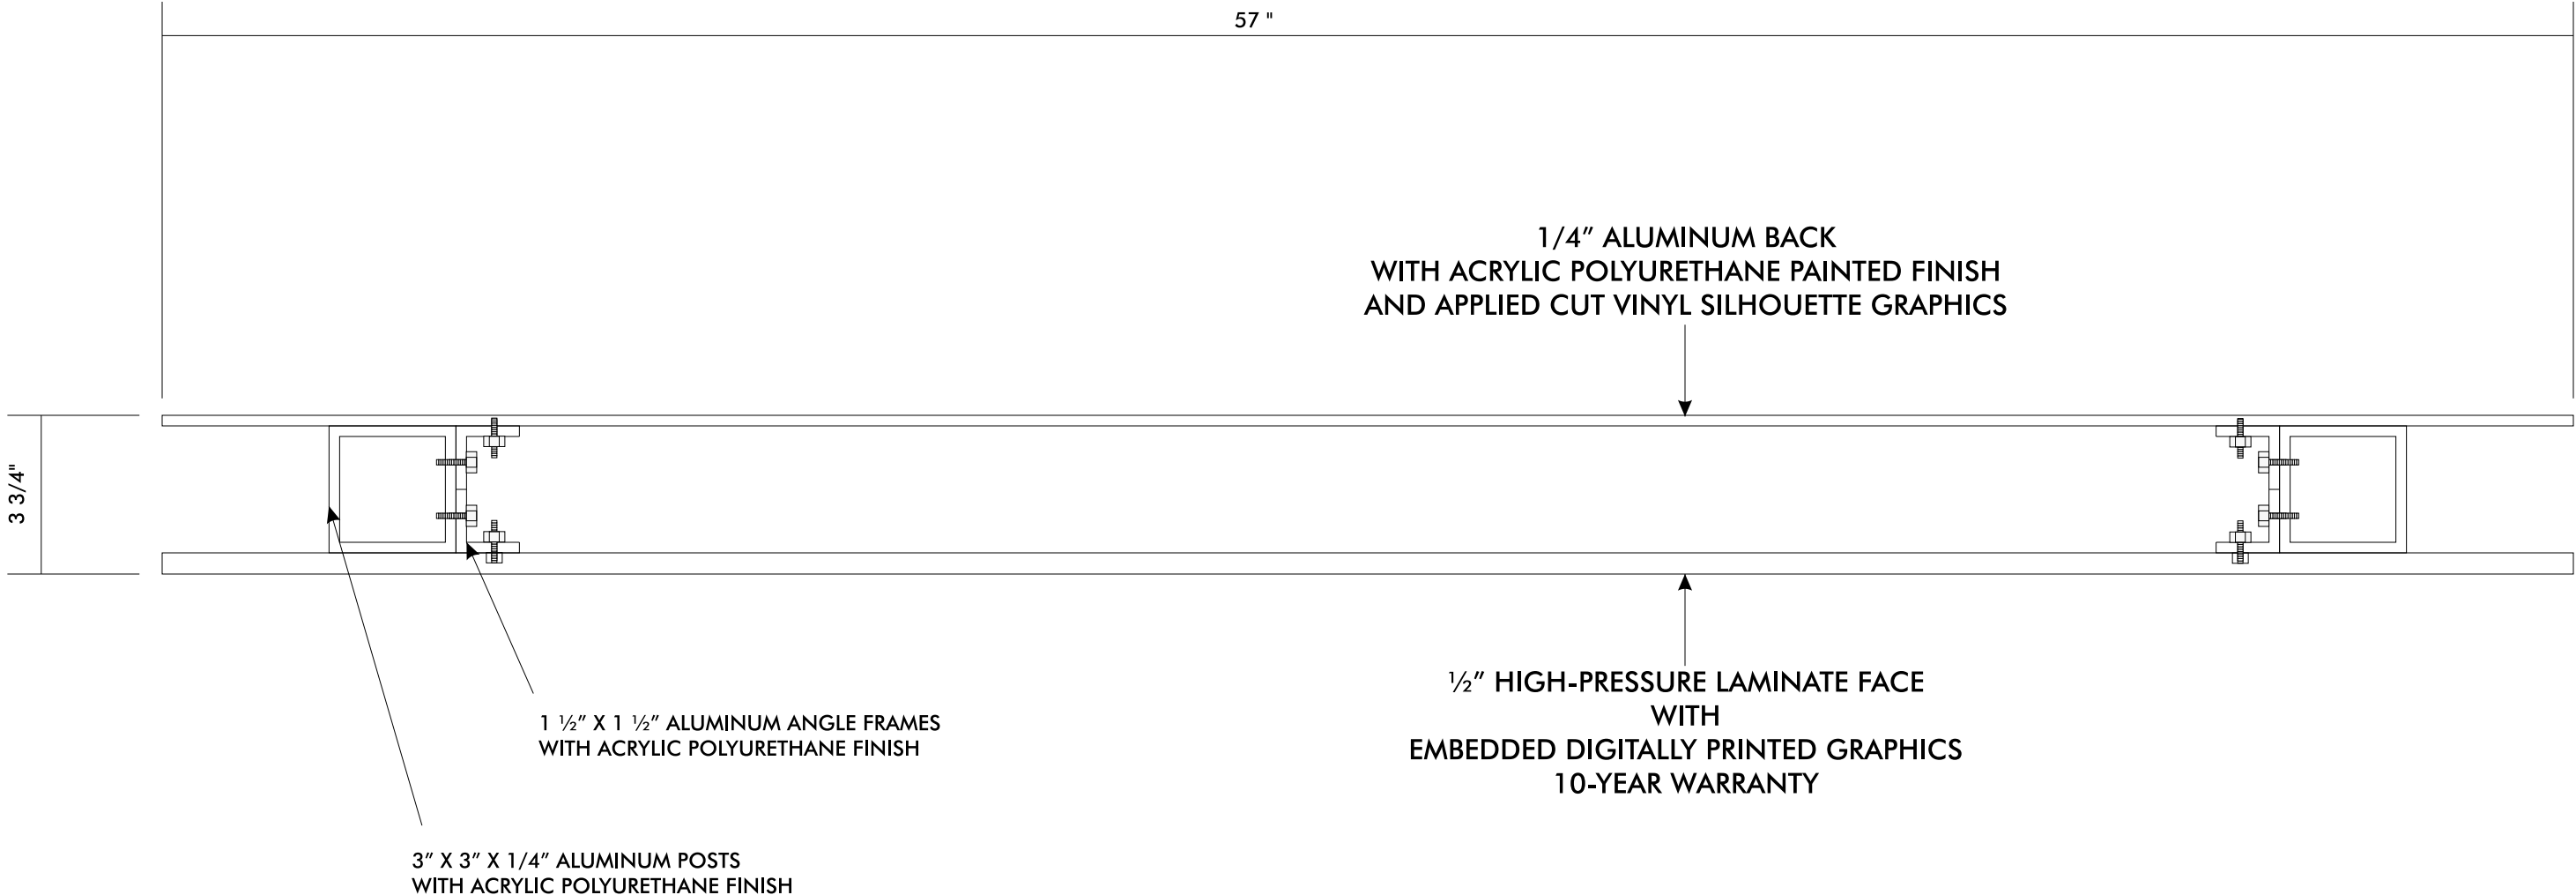 57 "
1/4" ALUMINUM BACK
WITH ACRYLIC POLYURETHANE PAINTED FINISH
AND APPLIED CUT VINYL SILHOUETTE GRAPHICS
3 3/4"
½" HIGH-PRESSURE LAMINATE FACE
WITH
EMBEDDED DIGITALLY PRINTED GRAPHICS
10-YEAR WARRANTY
1 ½" X 1 ½" ALUMINUM ANGLE FRAMES
WITH ACRYLIC POLYURETHANE FINISH
3" X 3" X 1/4" ALUMINUM POSTS
WITH ACRYLIC POLYURETHANE FINISH